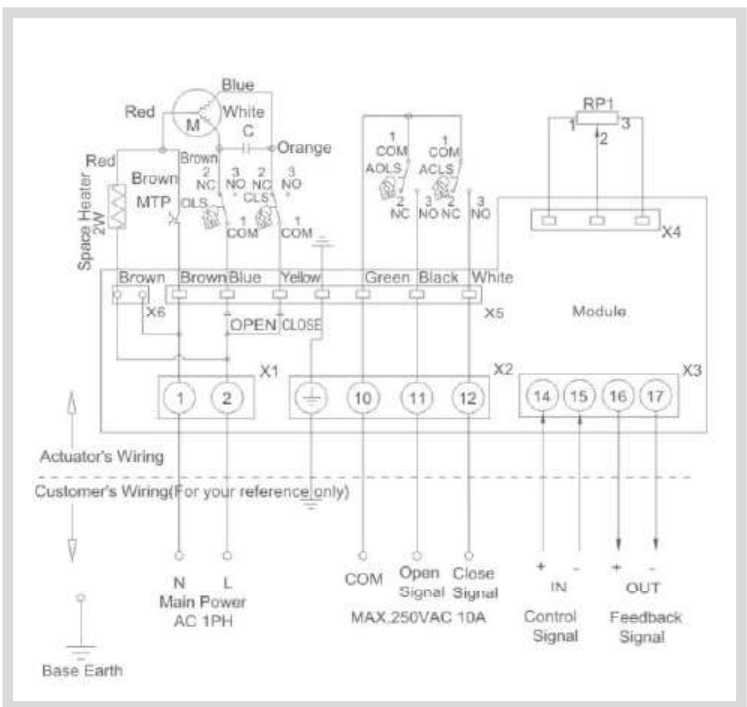 Blue
Red
White
M
C
RP1
1
3
2
Red
Brown
Orange
1
COM
1
COM
Brown
MTP
2
NC
3
NO
2
NC
3
NO
AOLS
ACLS
OLS
CLS
Space Heater
2W
1
COM
1
COM
2
NC
3
NO
2
NC
3
NO
X4
Brown
Brown
Blue
Yellow
Green
Black
White
X6
OPEN
CLOSE
X5
Module
X1
X2
X3
1
2
10
11
12
14
15
16
17
Actuator's Wiring
Customer's Wiring(For your reference only)
N
L
Main Power
AC 1PH
COM
Open
Signal
Close
Signal
MAX.250VAC 10A
+
-
IN
Control
Signal
+
-
OUT
Feedback
Signal
Base Earth